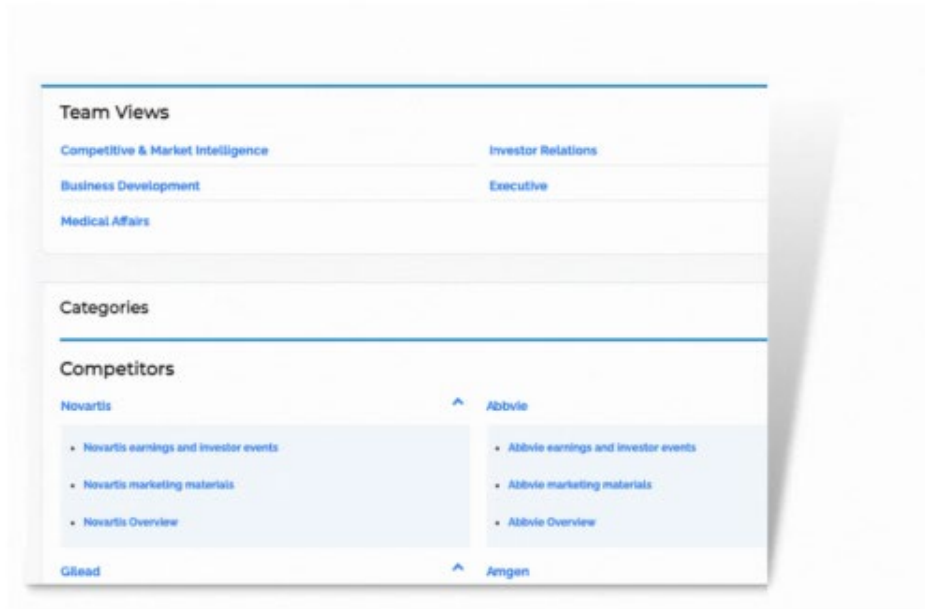 Team Views
Competitive & Market Intelligence
Investor Relations
Business Development
Executive
Medical Affairs
Categories
Competitors
Novartis
Abbvie
• Novartis earnings and investor events
• Abbvie earnings and investor events
• Novartis marketing materials
• Abbvie marketing materials
• Novartis Overview
• Abbvie Overview
Gilead
Amgen